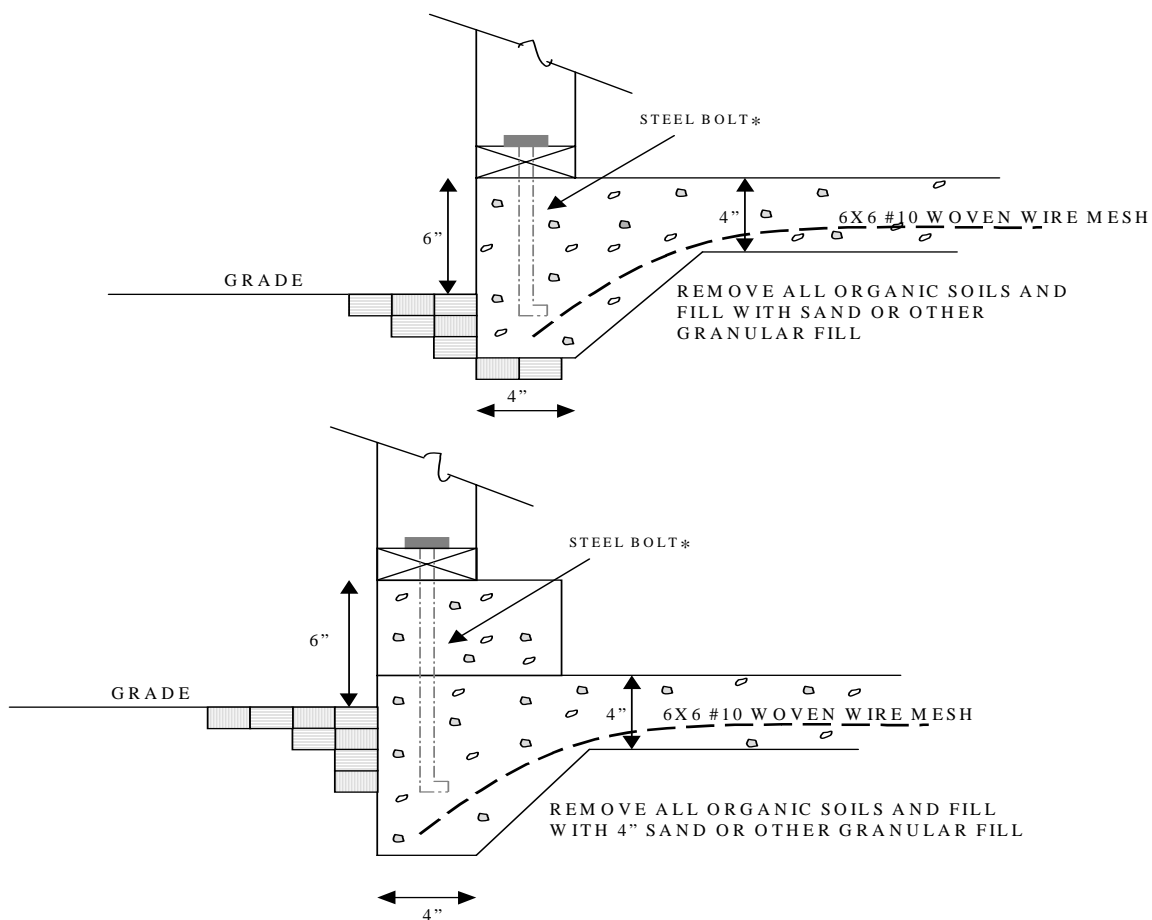 STEEL BOLT*
4”
6X6 #10 WOVEN WIRE MESH
6”
GRADE
REMOVE ALL ORGANIC SOILS AND
FILL WITH SAND OR OTHER
GRANULAR FILL
4”
STEEL BOLT*
6”
GRADE
4”
6X6 #10 WOVEN WIRE MESH
REMOVE ALL ORGANIC SOILS AND FILL
WITH 4” SAND OR OTHER GRANULAR FILL
4”